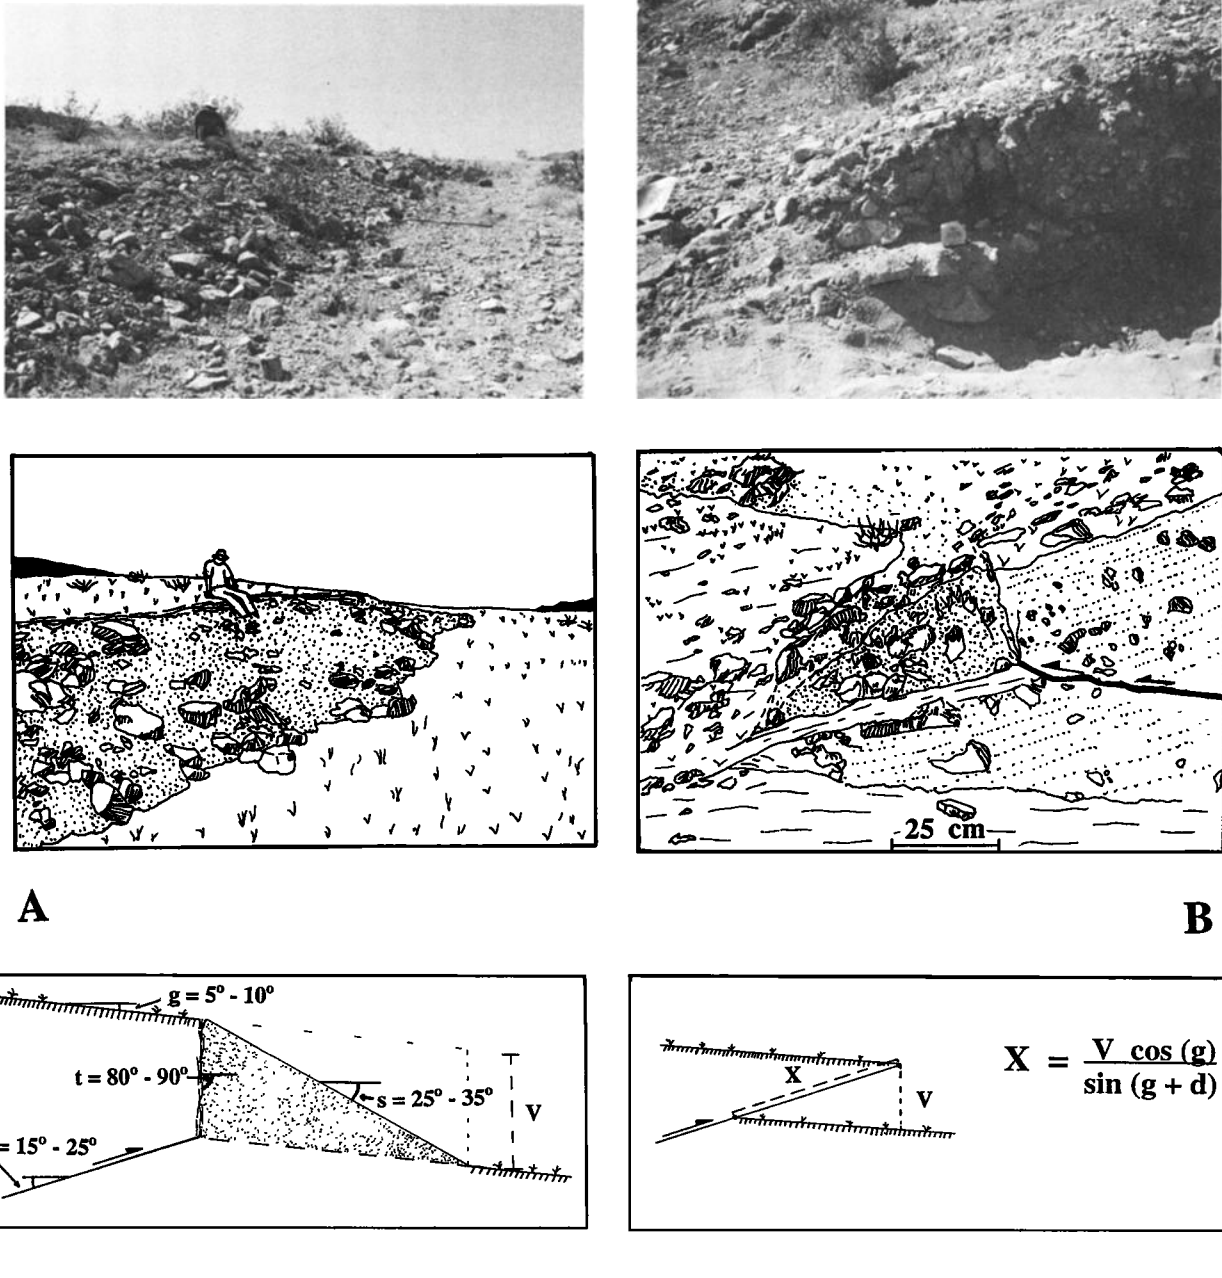 25 cm
A
B
g = 5° - 10°
t = 80° - 90°
s = 25° - 35°
V
= 15° - 25°
X
V
X = V cos (g)
sin (g + d)